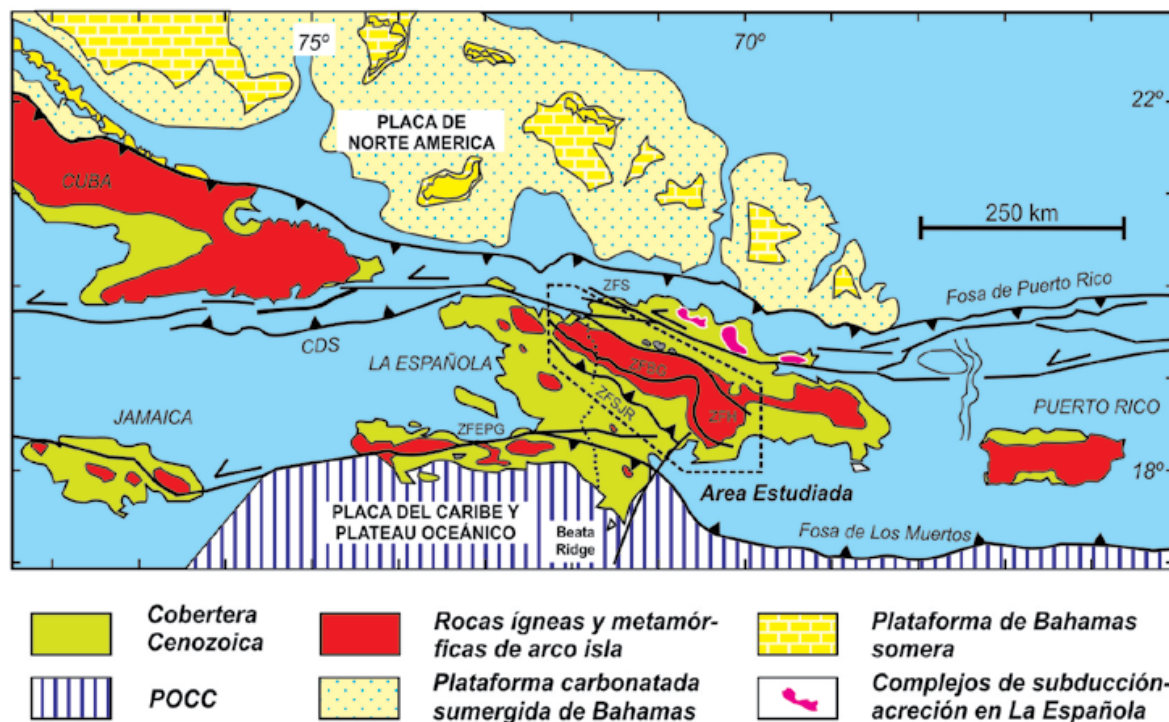 75º
70º
22º
PLACA DE
NORTE AMERICA
CUBA
250 km
ZFS
Fosa de Puerto Rico
CDS
LA ESPAÑOLA
ZFBG
ZFSJR
ZFH
JAMAICA
ZFEPG
PUERTO RICO
18º
Area Estudiada
PLACA DEL CARIBE Y
PLATEAU OCEÁNICO
Beata
Ridge
Fosa de Los Muertos
Cobertera
Cenozoica
Rocas ígneas y metamór-
ficas de arco isla
Plataforma de Bahamas
somera
POCC
Plataforma carbonatada
sumergida de Bahamas
Complejos de subducción-
acreción en La Española